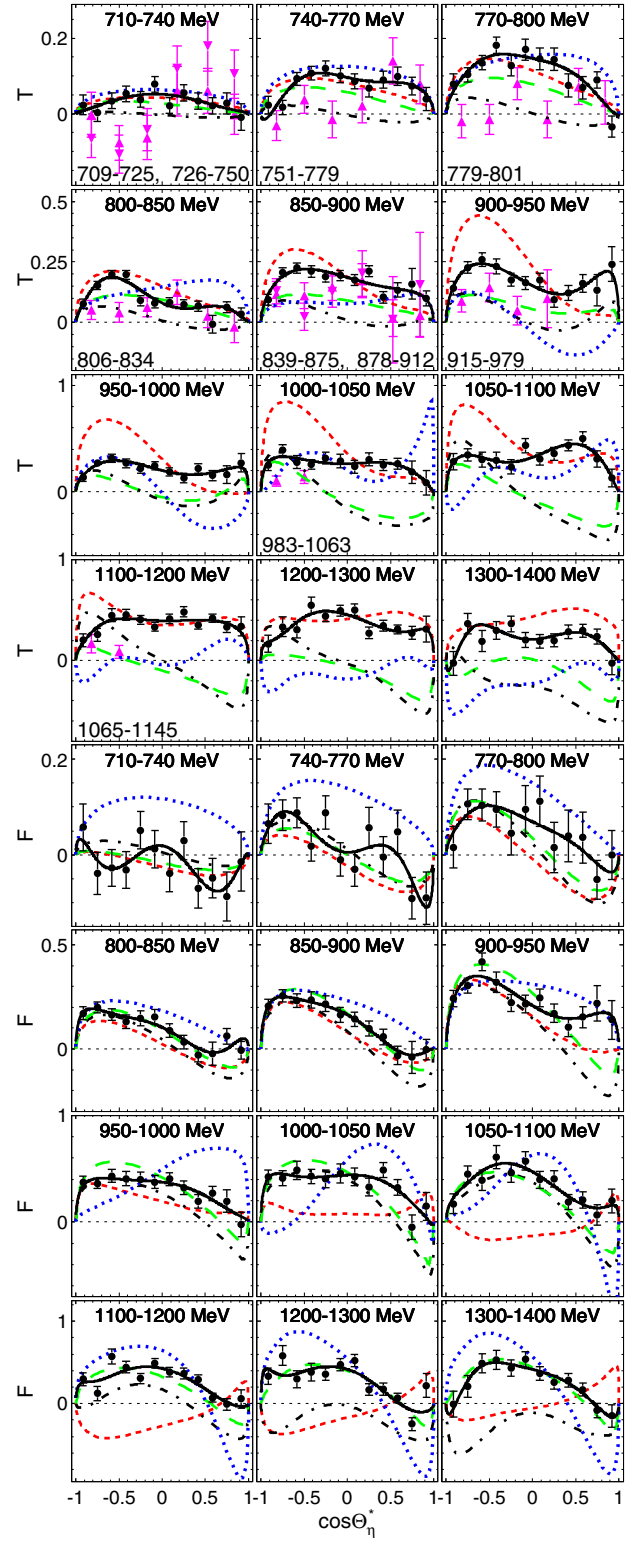 710-740 MeV 740-770 MeV 770-800 MeV
0.2
T
0
709-725, 726-750 751-779 779-801
800-850 MeV 850-900 MeV 900-950 MeV
0.5
T
0.25
0
806-834 839-875, 878-912 915-979
950-1000 MeV 1000-1050 MeV 1050-1100 MeV
1
T
0
983-1063
1100-1200 MeV 1200-1300 MeV 1300-1400 MeV
1
T
0
1065-1145
710-740 MeV 740-770 MeV 770-800 MeV
0.2
F
0
800-850 MeV 850-900 MeV 900-950 MeV
0.5
F
0
950-1000 MeV 1000-1050 MeV 1050-1100 MeV
1
F
0
1100-1200 MeV 1200-1300 MeV 1300-1400 MeV
1
F
0
-1 -0.5 0 0.5 1 -1 -0.5 0 0.5 1 -1 -0.5 0 0.5 1
cosΘ*η